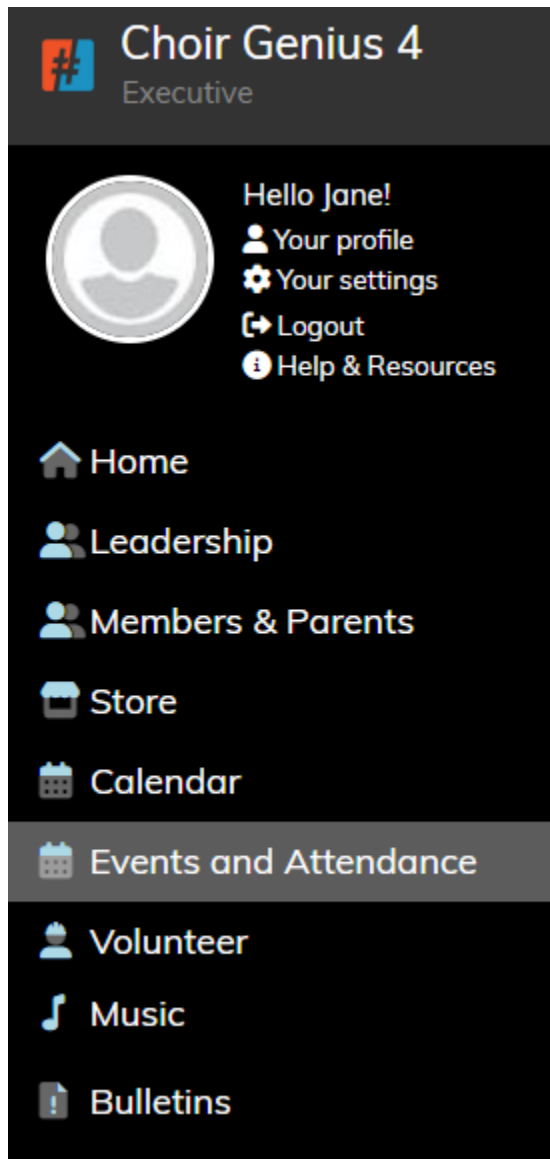 Choir Genius 4
Executive
Hello Jane!
Your profile
Your settings
Logout
Help & Resources
Home
Leadership
Members & Parents
Store
Calendar
Events and Attendance
Volunteer
Music
Bulletins